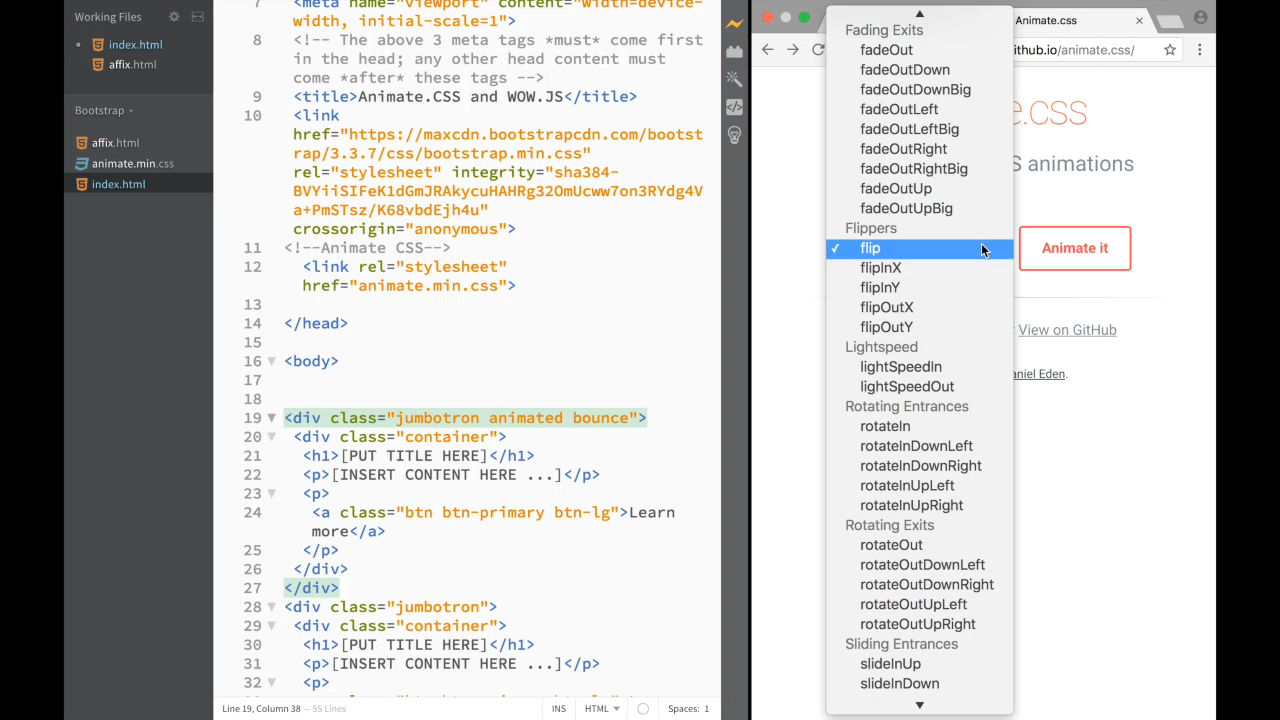 Working Files
index.html
affix.html
Bootstrap
affix.html
animate.min.css
index.html
7 <meta name="viewport" content="width=device-
width, initial-scale=1">
8 <!-- The above 3 meta tags *must* come first
in the head; any other head content must
come *after* these tags -->
9 <title>Animate.CSS and WOW.JS</title>
10 <link
href="https://maxcdn.bootstrapcdn.com/bootst
rap/3.3.7/css/bootstrap.min.css"
rel="stylesheet" integrity="sha384-
BVYiiSIFeK1dGmJRAkycuHAHRg32OmUcww7on3RYdg4V
a+PmSTsz/K68vbdEjh4u"
crossorigin="anonymous">
11 <!--Animate CSS-->
12 <link rel="stylesheet"
href="animate.min.css">
13
14 </head>
15
16 <body>
17
18
19 <div class="jumbotron animated bounce">
20 <div class="container">
21 <h1>[PUT TITLE HERE]</h1>
22 <p>[INSERT CONTENT HERE ...]</p>
23 <p>
24 <a class="btn btn-primary btn-lg">Learn
more</a>
25 </p>
26 </div>
27 </div>
28 <div class="jumbotron">
29 <div class="container">
30 <h1>[PUT TITLE HERE]</h1>
31 <p>[INSERT CONTENT HERE ...]</p>
32 <p>
Line 19, Column 38 — 55 Lines
INS HTML Spaces: 1
Animate.css
github.io/animate.css/
e.css
S animations
Animate it
View on GitHub
aniel Eden.
Fading Exits
fadeOut
fadeOutDown
fadeOutDownBig
fadeOutLeft
fadeOutLeftBig
fadeOutRight
fadeOutRightBig
fadeOutUp
fadeOutUpBig
Flippers
✓ flip
flipInX
flipInY
flipOutX
flipOutY
Lightspeed
lightSpeedIn
lightSpeedOut
Rotating Entrances
rotateIn
rotateInDownLeft
rotateInDownRight
rotateInUpLeft
rotateInUpRight
Rotating Exits
rotateOut
rotateOutDownLeft
rotateOutDownRight
rotateOutUpLeft
rotateOutUpRight
Sliding Entrances
slideInUp
slideInDown